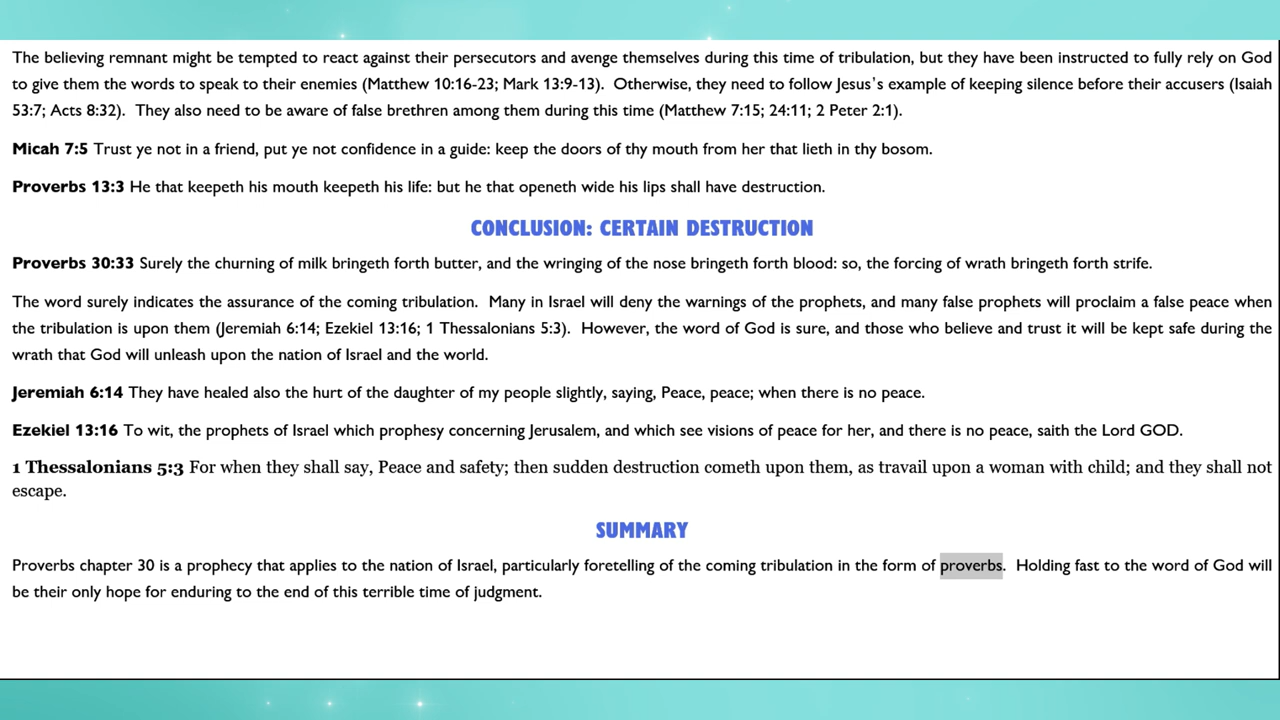 The believing remnant might be tempted to react against their persecutors and avenge themselves during this time of tribulation, but they have been instructed to fully rely on God
to give them the words to speak to their enemies (Matthew 10:16-23; Mark 13:9-13).  Otherwise, they need to follow Jesus's example of keeping silence before their accusers (Isaiah
53:7; Acts 8:32).  They also need to be aware of false brethren among them during this time (Matthew 7:15; 24:11; 2 Peter 2:1).
Micah 7:5 Trust ye not in a friend, put ye not confidence in a guide: keep the doors of thy mouth from her that lieth in thy bosom.
Proverbs 13:3 He that keepeth his mouth keepeth his life: but he that openeth wide his lips shall have destruction.
CONCLUSION: CERTAIN DESTRUCTION
Proverbs 30:33 Surely the churning of milk bringeth forth butter, and the wringing of the nose bringeth forth blood: so, the forcing of wrath bringeth forth strife.
The word surely indicates the assurance of the coming tribulation.  Many in Israel will deny the warnings of the prophets, and many false prophets will proclaim a false peace when
the tribulation is upon them (Jeremiah 6:14; Ezekiel 13:16; 1 Thessalonians 5:3).  However, the word of God is sure, and those who believe and trust it will be kept safe during the
wrath that God will unleash upon the nation of Israel and the world.
Jeremiah 6:14 They have healed also the hurt of the daughter of my people slightly, saying, Peace, peace; when there is no peace.
Ezekiel 13:16 To wit, the prophets of Israel which prophesy concerning Jerusalem, and which see visions of peace for her, and there is no peace, saith the Lord GOD.
1 Thessalonians 5:3 For when they shall say, Peace and safety; then sudden destruction cometh upon them, as travail upon a woman with child; and they shall not
escape.
SUMMARY
Proverbs chapter 30 is a prophecy that applies to the nation of Israel, particularly foretelling of the coming tribulation in the form of proverbs.  Holding fast to the word of God will
be their only hope for enduring to the end of this terrible time of judgment.